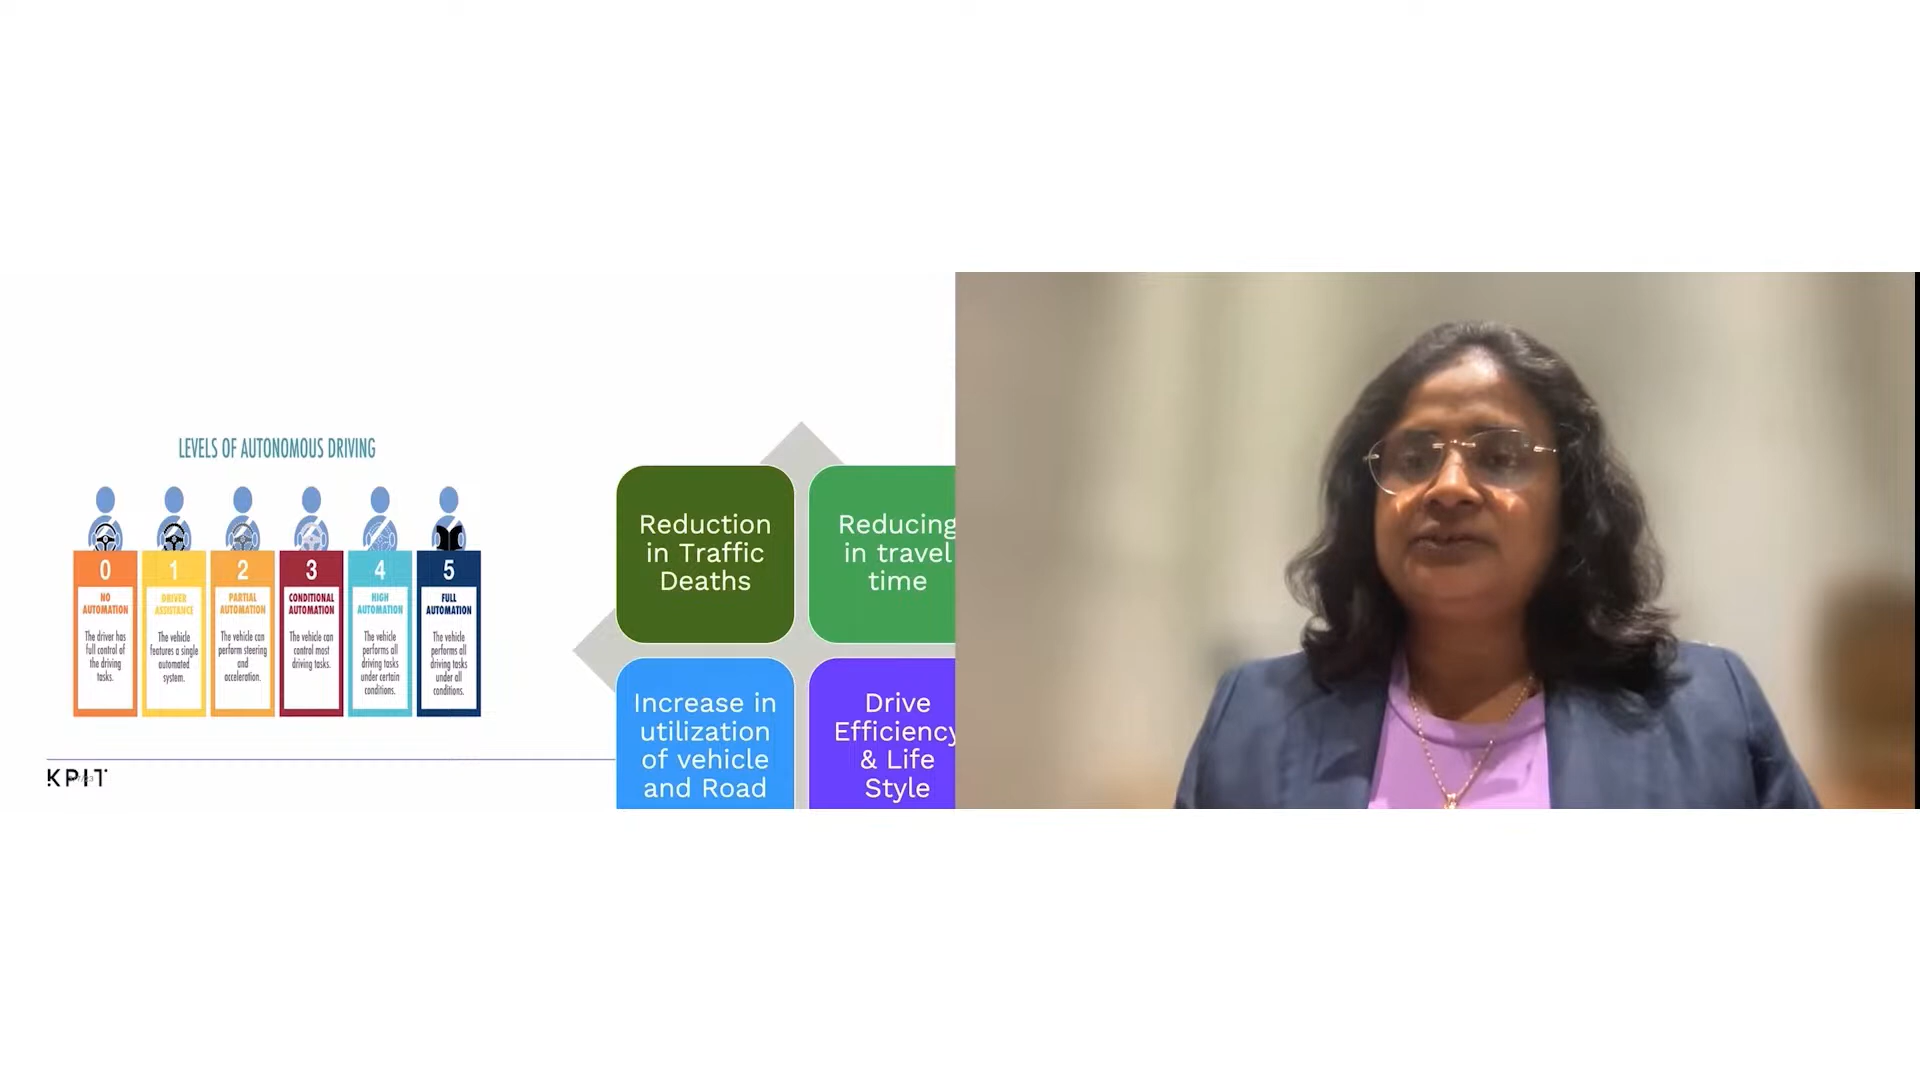 LEVELS OF AUTONOMOUS DRIVING
0
NO
AUTOMATION
The driver has
full control of
the driving
tasks.
1
DRIVER
ASSISTANCE
The vehicle
features a single
automated
system.
2
PARTIAL
AUTOMATION
The vehicle can
perform steering
and
acceleration.
3
CONDITIONAL
AUTOMATION
The vehicle can
control most
driving tasks.
4
HIGH
AUTOMATION
The vehicle
performs all
driving tasks
under certain
conditions.
5
FULL
AUTOMATION
The vehicle
performs all
driving tasks
under all
conditions.
Reduction
in Traffic
Deaths
Reducing
in travel
time
Increase in
utilization
of vehicle
and Road
Drive
Efficiency
& Life
Style
KPIT